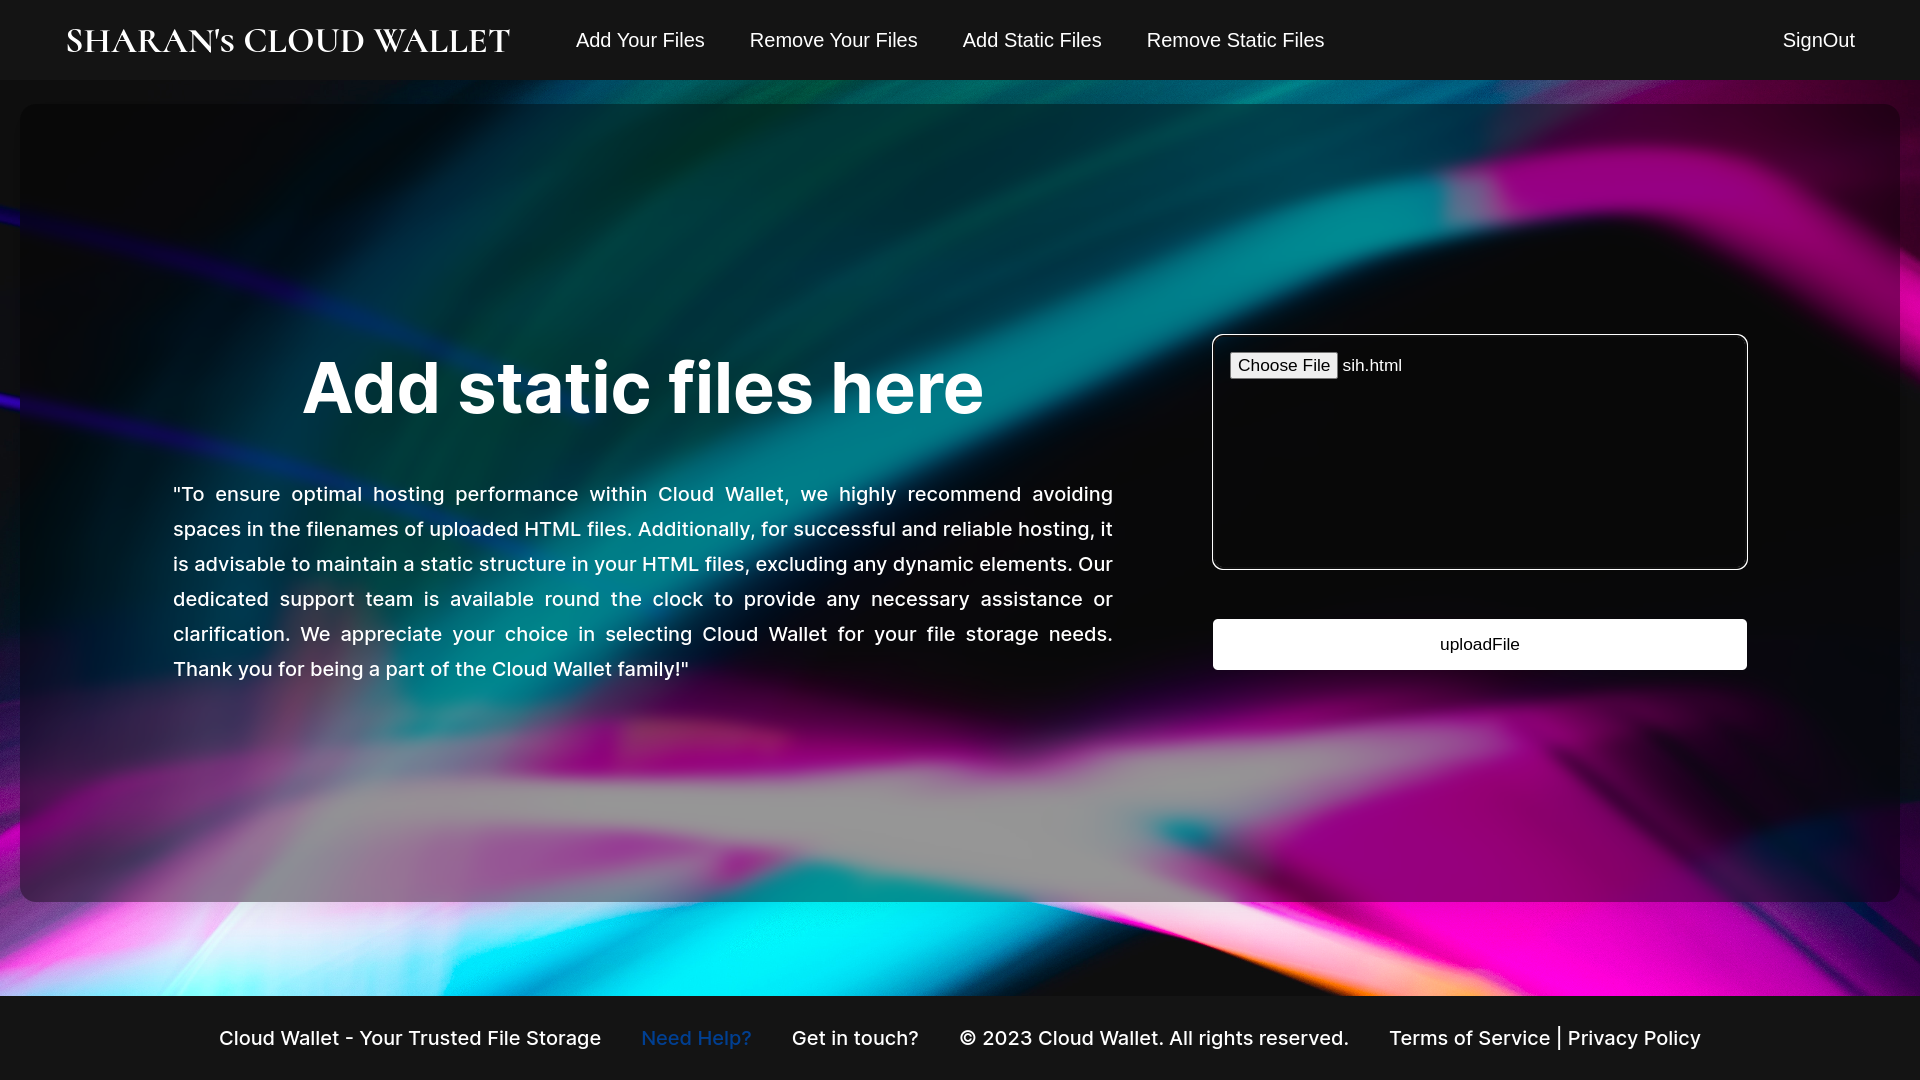 SHARAN's CLOUD WALLET
Add Your Files
Remove Your Files
Add Static Files
Remove Static Files
SignOut
Add static files here
"To ensure optimal hosting performance within Cloud Wallet, we highly recommend avoiding
spaces in the filenames of uploaded HTML files. Additionally, for successful and reliable hosting, it
is advisable to maintain a static structure in your HTML files, excluding any dynamic elements. Our
dedicated support team is available round the clock to provide any necessary assistance or
clarification. We appreciate your choice in selecting Cloud Wallet for your file storage needs.
Thank you for being a part of the Cloud Wallet family!"
Choose File sih.html
uploadFile
Cloud Wallet - Your Trusted File Storage
Need Help?
Get in touch?
© 2023 Cloud Wallet. All rights reserved.
Terms of Service | Privacy Policy